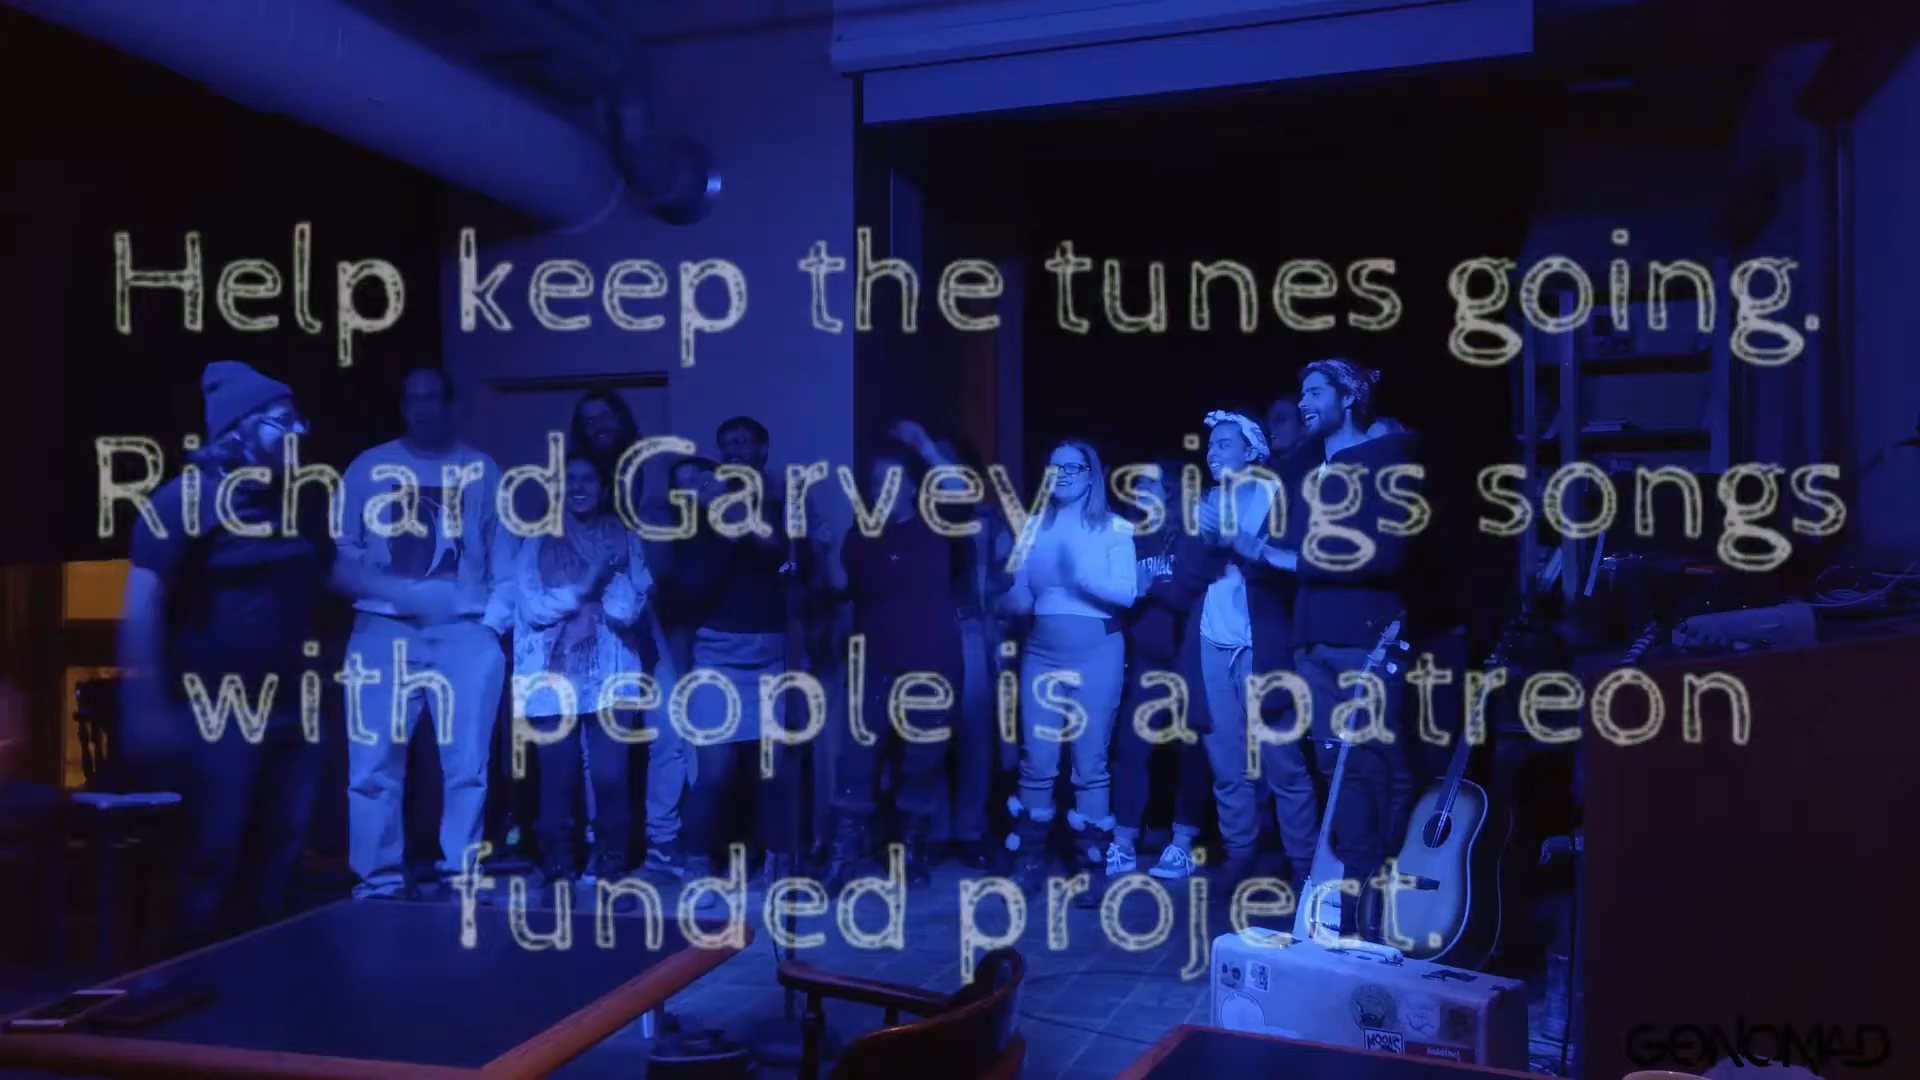 Help keep the tunes going.
Richard Garvey sings songs
with people is a patreon
funded project.
GONOMAD